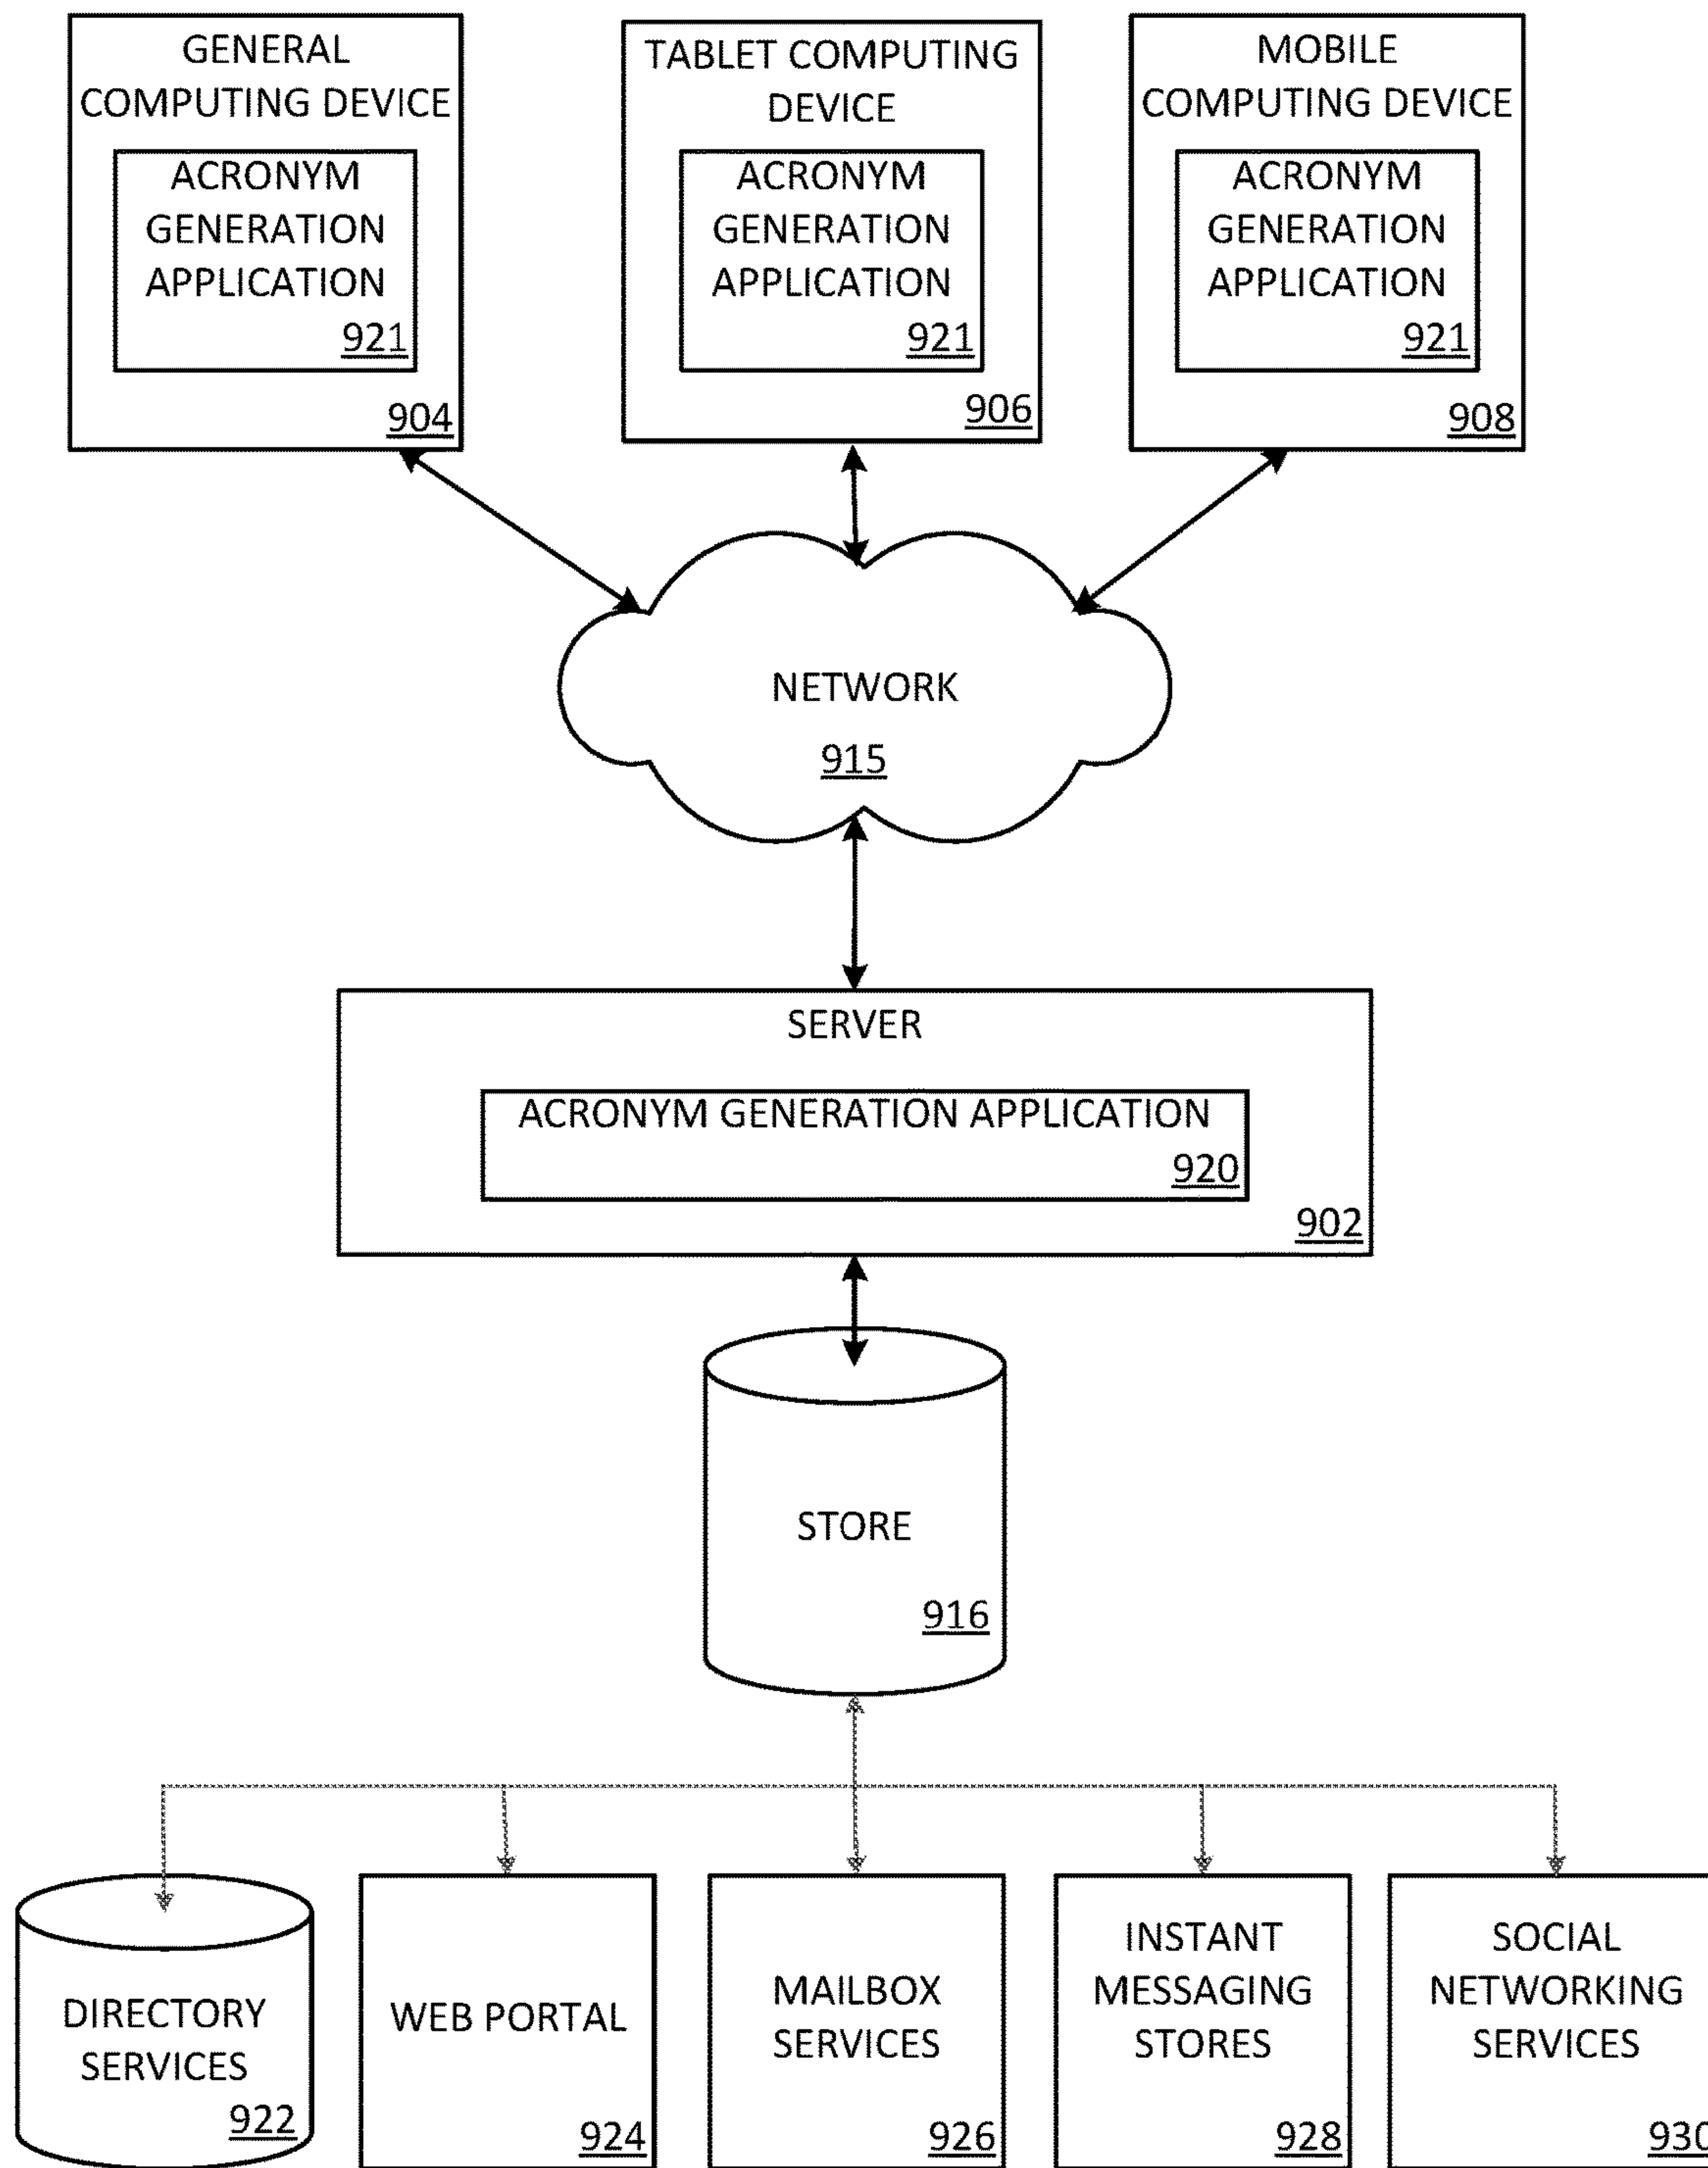 GENERAL
COMPUTING DEVICE
ACRONYM
GENERATION
APPLICATION
921
904
TABLET COMPUTING
DEVICE
ACRONYM
GENERATION
APPLICATION
921
906
MOBILE
COMPUTING DEVICE
ACRONYM
GENERATION
APPLICATION
921
908
NETWORK
915
SERVER
ACRONYM GENERATION APPLICATION
920
902
STORE
916
DIRECTORY
SERVICES
922
WEB PORTAL
924
MAILBOX
SERVICES
926
INSTANT
MESSAGING
STORES
928
SOCIAL
NETWORKING
SERVICES
930